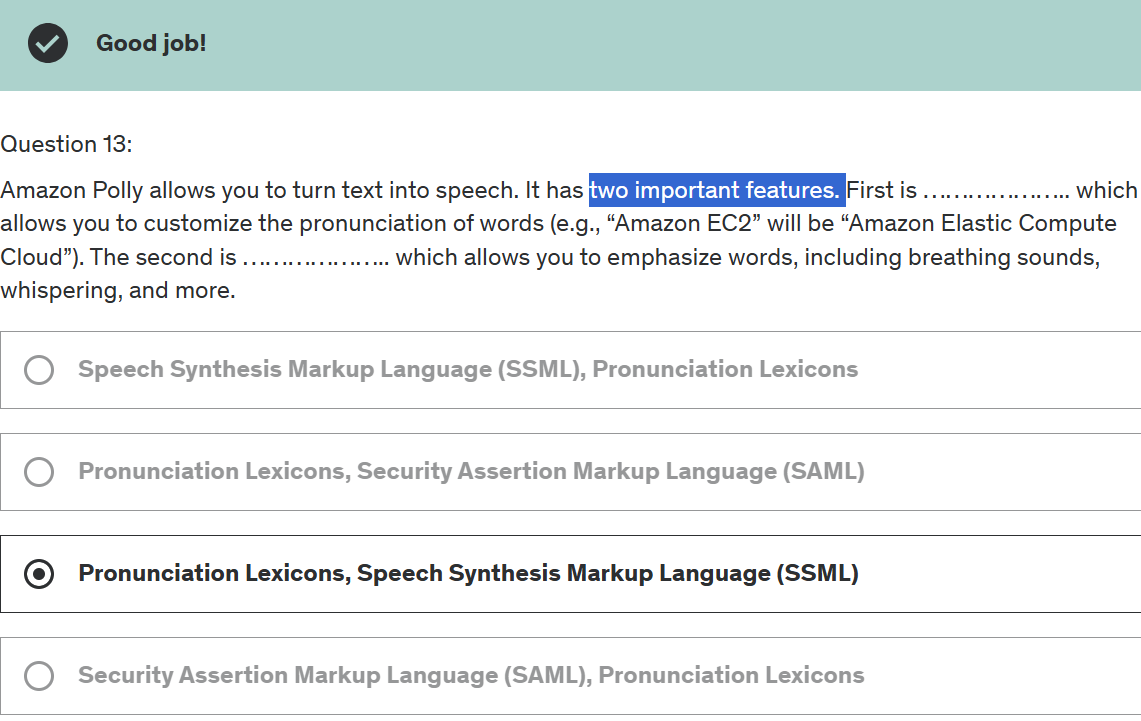 Good job!
Question 13:
Amazon Polly allows you to turn text into speech. It has two important features. First is ……………….. which
allows you to customize the pronunciation of words (e.g., “Amazon EC2” will be “Amazon Elastic Compute
Cloud”). The second is ……………….. which allows you to emphasize words, including breathing sounds,
whispering, and more.
Speech Synthesis Markup Language (SSML), Pronunciation Lexicons
Pronunciation Lexicons, Security Assertion Markup Language (SAML)
Pronunciation Lexicons, Speech Synthesis Markup Language (SSML)
Security Assertion Markup Language (SAML), Pronunciation Lexicons